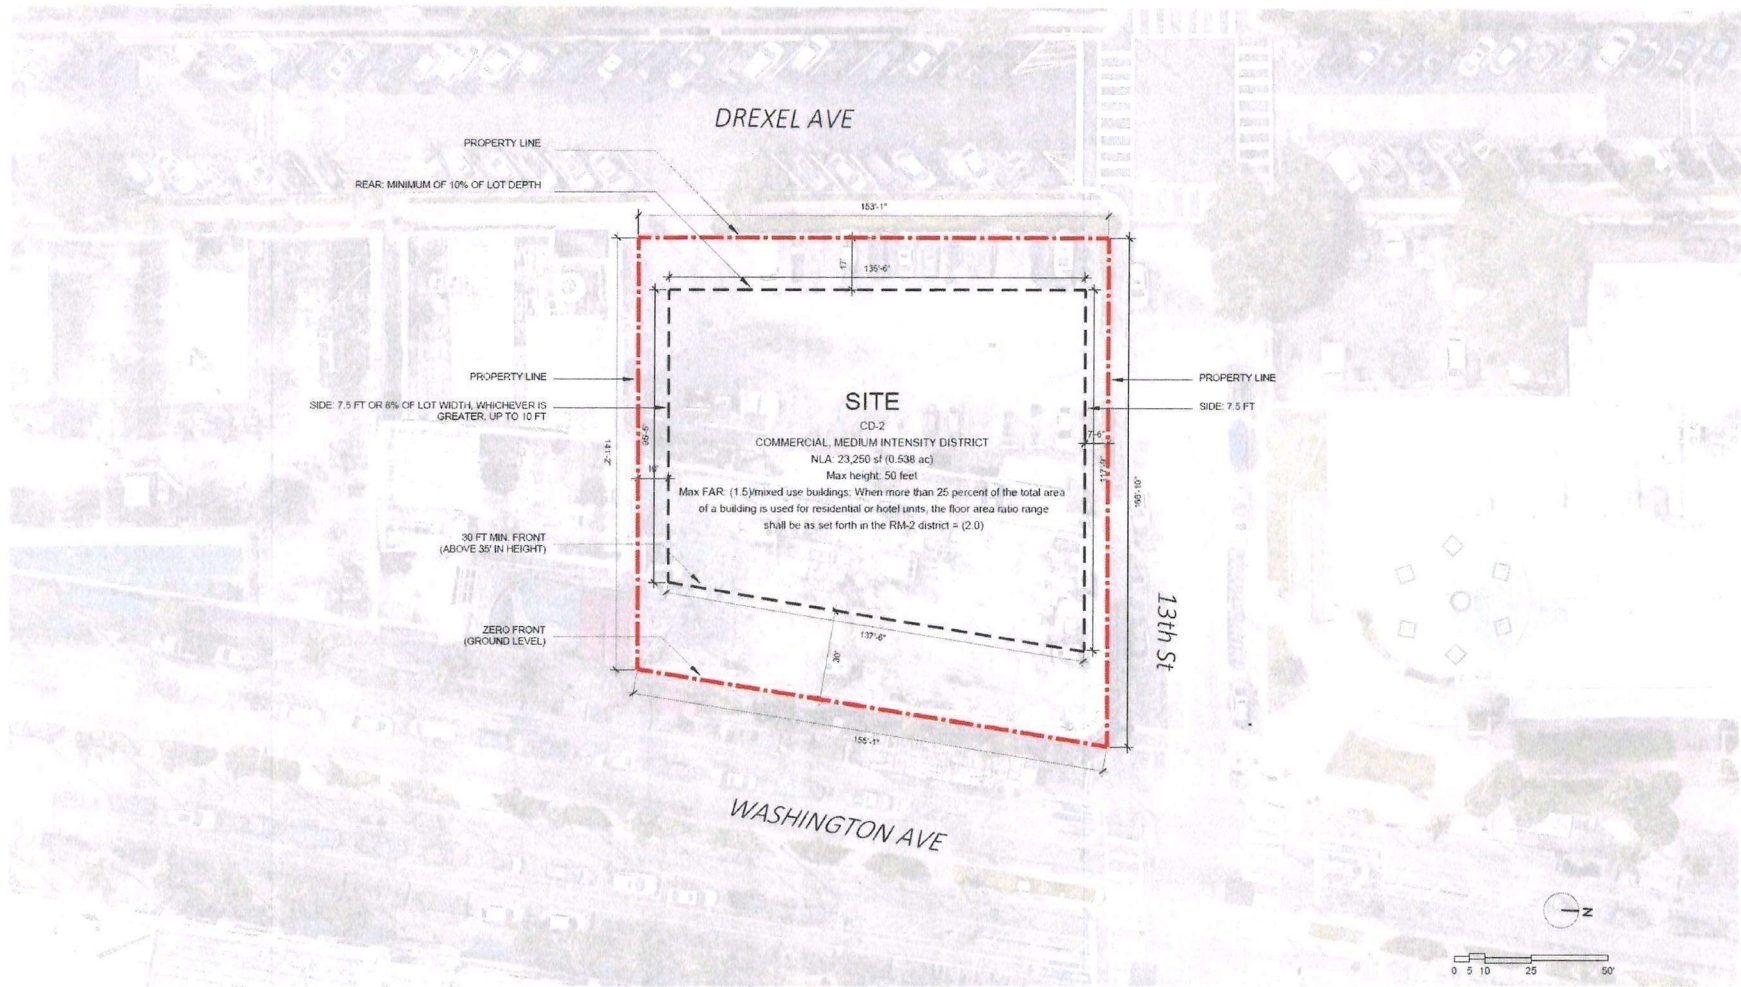 DREXEL AVE
PROPERTY LINE
REAR: MINIMUM OF 10% OF LOT DEPTH
153'-1"
17'
135'-6"
PROPERTY LINE
SIDE: 7.5 FT OR 8% OF LOT WIDTH, WHICHEVER IS
GREATER, UP TO 10 FT
PROPERTY LINE
SIDE: 7.5 FT
SITE
CD-2
COMMERCIAL, MEDIUM INTENSITY DISTRICT
NLA: 23,250 sf (0.538 ac)
Max height: 50 feet
Max FAR: (1.5)/mixed use buildings: When more than 25 percent of the total area
of a building is used for residential or hotel units, the floor area ratio range
shall be as set forth in the RM-2 district = (2.0)
95'-5"
10'
7'-6"
117'-9"
30 FT MIN. FRONT
(ABOVE 35' IN HEIGHT)
ZERO FRONT
(GROUND LEVEL)
137'-6"
30'
155'-1"
13th St
WASHINGTON AVE
N
0 5 10 25 50'